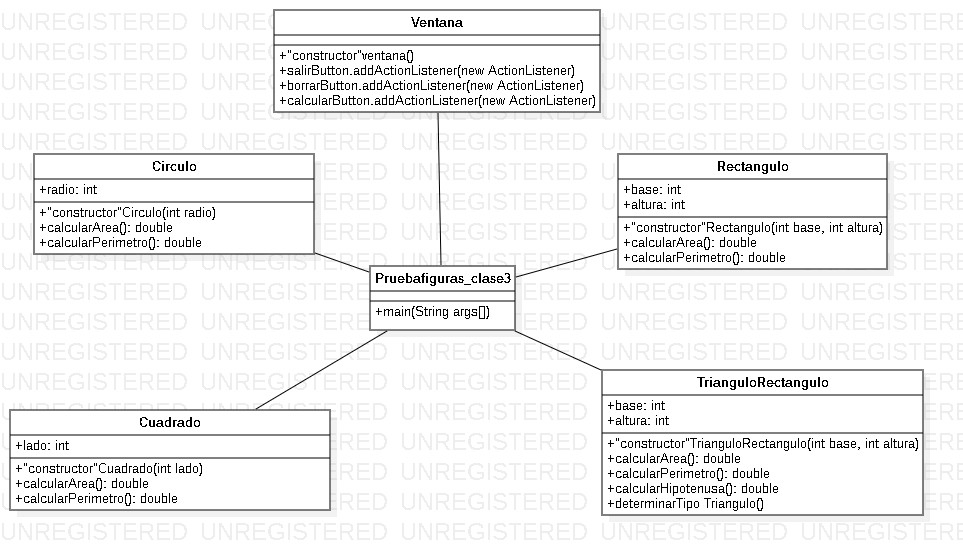 Ventana
+"constructor"ventana()
+salirButton.addActionListener(new ActionListener)
+borrarButton.addActionListener(new ActionListener)
+calcularButton.addActionListener(new ActionListener)
Circulo
+radio: int
+"constructor"Circulo(int radio)
+calcularArea(): double
+calcularPerimetro(): double
Rectangulo
+base: int
+altura: int
+"constructor"Rectangulo(int base, int altura)
+calcularArea(): double
+calcularPerimetro(): double
Pruebafiguras_clase3
+main(String args[])
Cuadrado
+lado: int
+"constructor"Cuadrado(int lado)
+calcularArea(): double
+calcularPerimetro(): double
TrianguloRectangulo
+base: int
+altura: int
+"constructor"TrianguloRectangulo(int base, int altura)
+calcularArea(): double
+calcularPerimetro(): double
+calcularHipotenusa(): double
+determinarTipo Triangulo()
UNREGISTERED